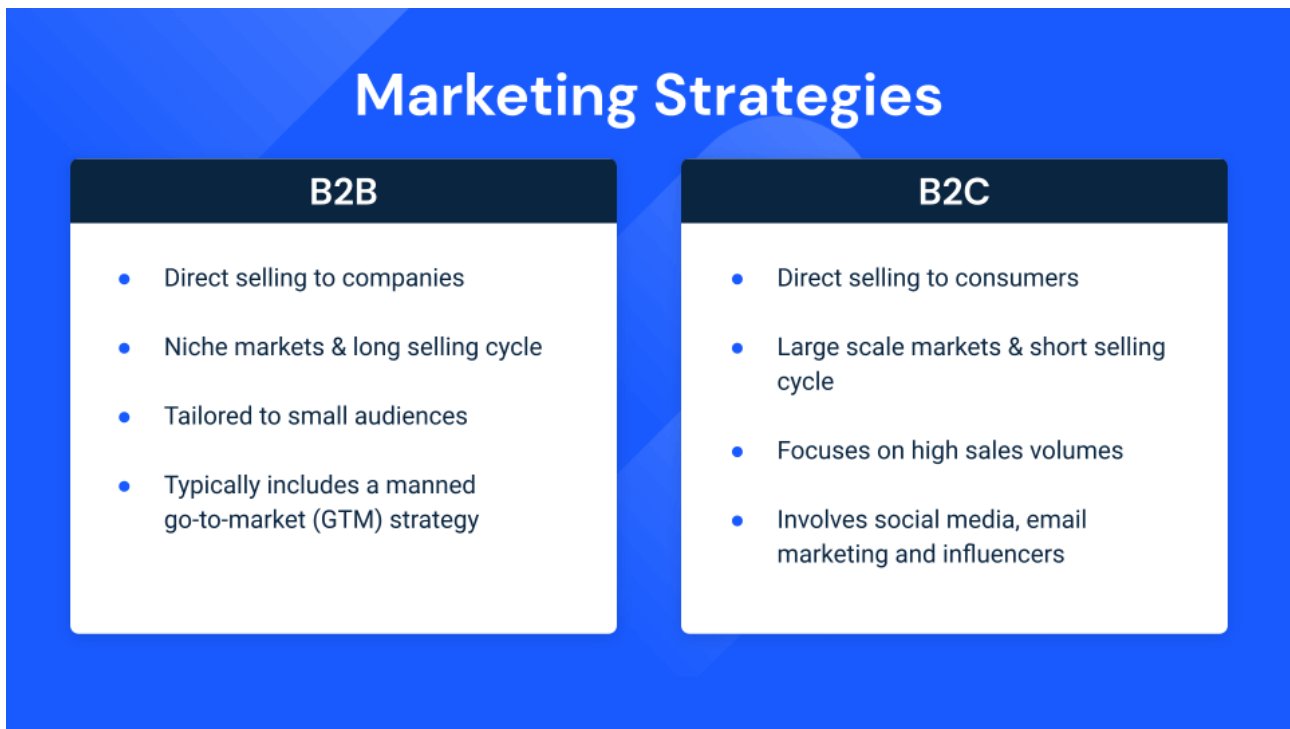 Marketing Strategies
B2B
• Direct selling to companies
• Niche markets & long selling cycle
• Tailored to small audiences
• Typically includes a manned
go-to-market (GTM) strategy
B2C
• Direct selling to consumers
• Large scale markets & short selling
cycle
• Focuses on high sales volumes
• Involves social media, email
marketing and influencers